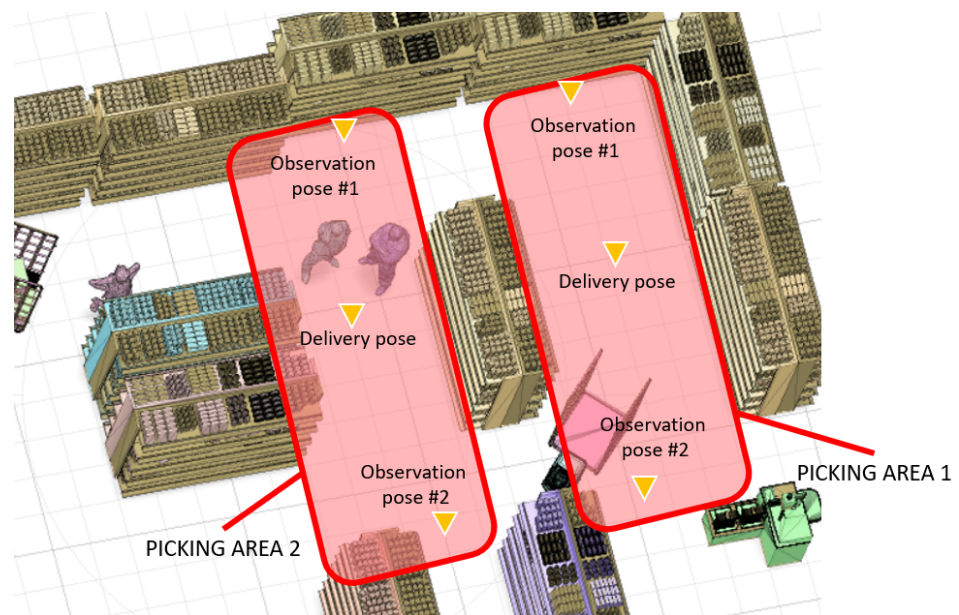 Observation
pose #1
Delivery pose
Observation
pose #2
PICKING AREA 1
Observation
pose #1
Delivery pose
Observation
pose #2
PICKING AREA 2